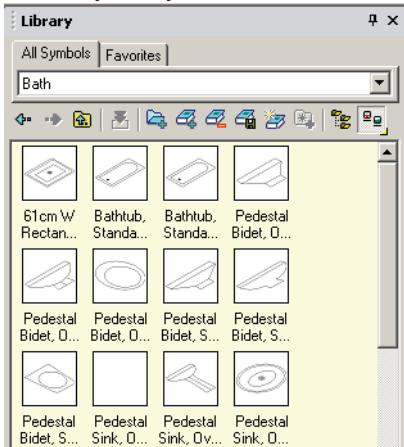 Library
All Symbols Favorites
Bath
61cm W Bathtub, Bathtub, Pedestal
Rectan... Standa... Standa... Bidet, O...
Pedestal Pedestal Pedestal Pedestal
Bidet, O... Bidet, O... Bidet, S... Bidet, S...
Pedestal Pedestal Pedestal Pedestal
Bidet, S... Sink, O... Sink, Ov... Sink, O...